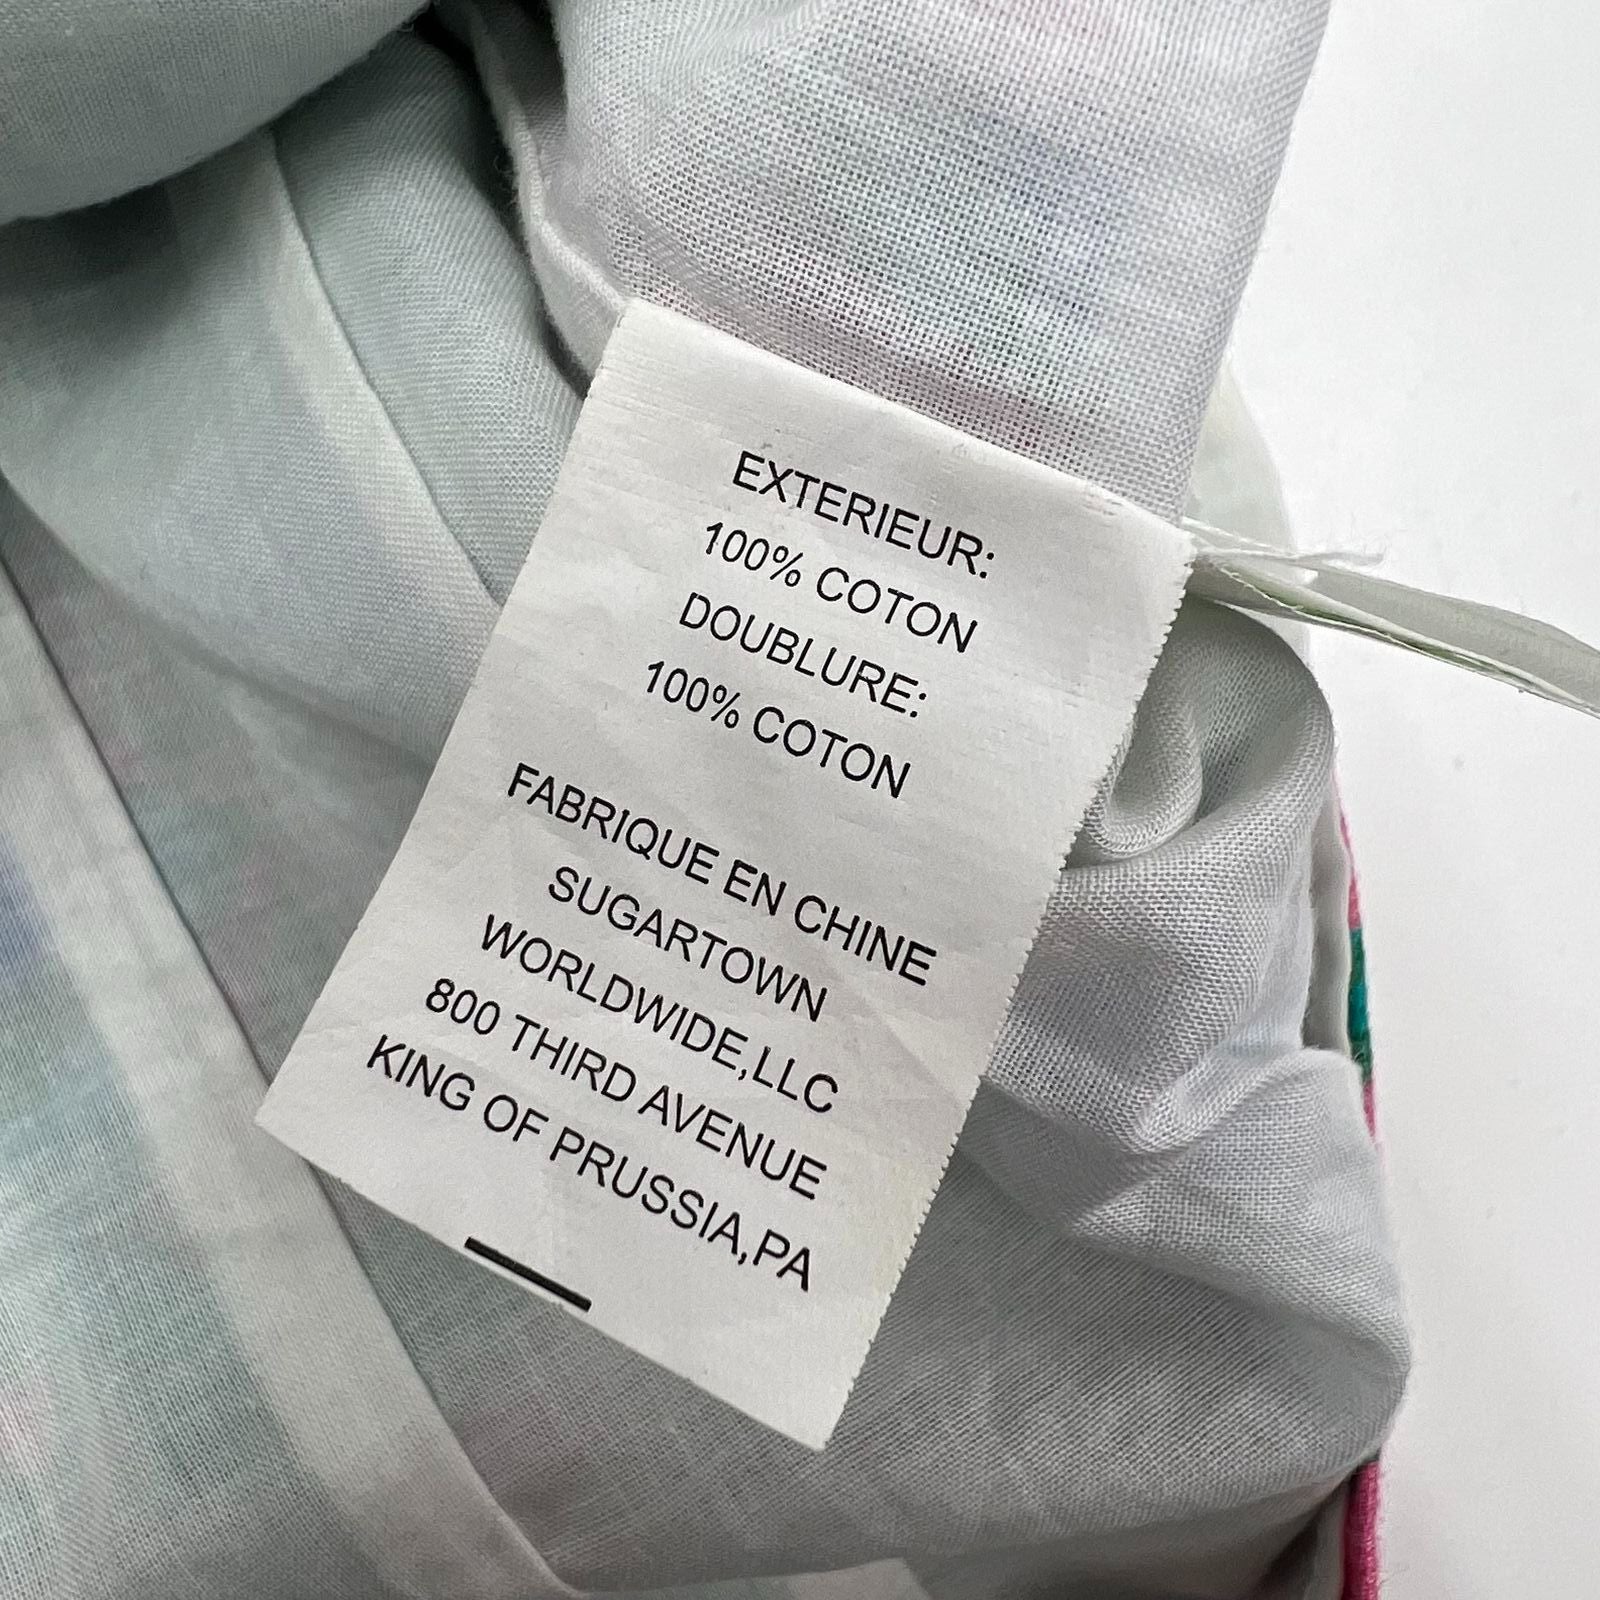 EXTERIEUR:
100% COTON
DOUBLURE:
100% COTON
FABRIQUE EN CHINE
SUGARTOWN
WORLDWIDE,LLC
800 THIRD AVENUE
KING OF PRUSSIA,PA